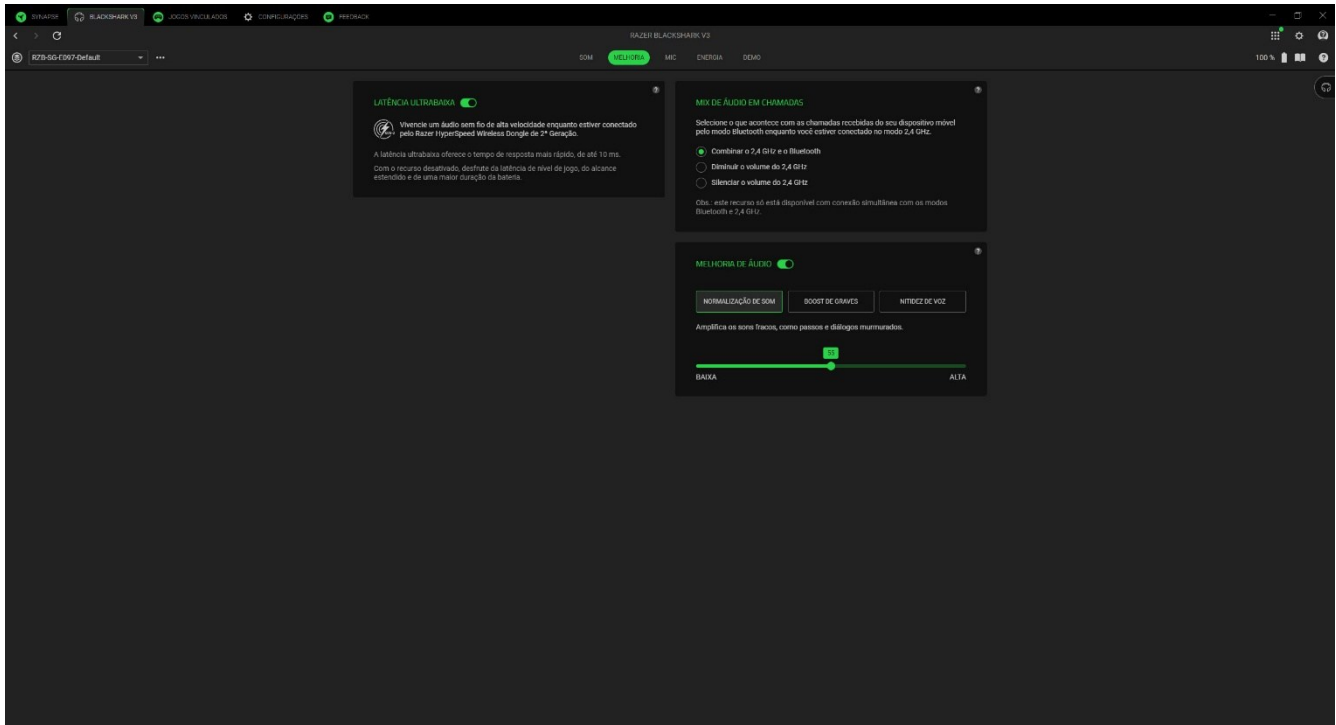 SYNAPSE
BLACKSHARK V3
JOGOS VINCULADOS
CONFIGURAÇÕES
FEEDBACK
RAZER BLACKSHARK V3
RZB-SG-E097-Default
SOM
MELHORIA
MIC
ENERGIA
DEMO
100 %
LATÊNCIA ULTRABAIXA
Vivencie um áudio sem fio de alta velocidade enquanto estiver conectado
pelo Razer HyperSpeed Wireless Dongle de 2ª Geração.
A latência ultrabaixa oferece o tempo de resposta mais rápido, de até 10 ms.
Com o recurso desativado, desfrute da latência de nível de jogo, do alcance
estendido e de uma maior duração da bateria.
MIX DE ÁUDIO EM CHAMADAS
Selecione o que acontece com as chamadas recebidas do seu dispositivo móvel
pelo modo Bluetooth enquanto você estiver conectado no modo 2,4 GHz.
Combinar o 2,4 GHz e o Bluetooth
Diminuir o volume do 2,4 GHz
Silenciar o volume do 2,4 GHz
Obs.: este recurso só está disponível com conexão simultânea com os modos
Bluetooth e 2,4 GHz.
MELHORIA DE ÁUDIO
NORMALIZAÇÃO DE SOM
BOOST DE GRAVES
NITIDEZ DE VOZ
Amplifica os sons fracos, como passos e diálogos murmurados.
BAIXA
ALTA